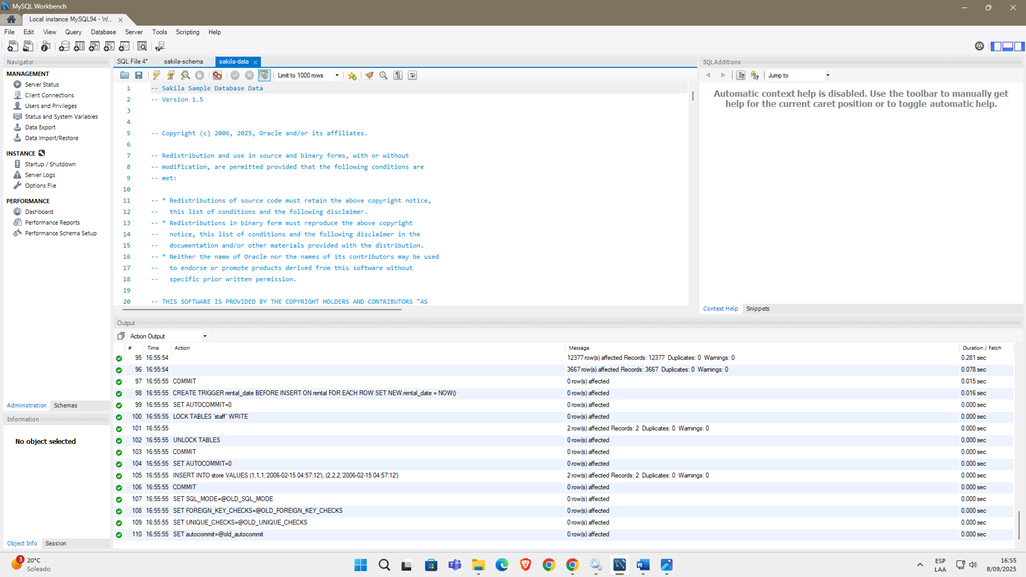 MySQL Workbench
Local instance MySQL94 - W...
File Edit View Query Database Server Tools Scripting Help
Navigator
MANAGEMENT
Server Status
Client Connections
Users and Privileges
Status and System Variables
Data Export
Data Import/Restore
INSTANCE
Startup / Shutdown
Server Logs
Options File
PERFORMANCE
Dashboard
Performance Reports
Performance Schema Setup
Administration Schemas
Information
No object selected
Object Info Session
SQL File 4* sakila-schema sakila-data
Limit to 1000 rows
1 -- Sakila Sample Database Data
2 -- Version 1.5
3
4
5 -- Copyright (c) 2006, 2025, Oracle and/or its affiliates.
6
7 -- Redistribution and use in source and binary forms, with or without
8 -- modification, are permitted provided that the following conditions are
9 -- met:
10
11 -- * Redistributions of source code must retain the above copyright notice,
12 -- this list of conditions and the following disclaimer.
13 -- * Redistributions in binary form must reproduce the above copyright
14 -- notice, this list of conditions and the following disclaimer in the
15 -- documentation and/or other materials provided with the distribution.
16 -- * Neither the name of Oracle nor the names of its contributors may be used
17 -- to endorse or promote products derived from this software without
18 -- specific prior written permission.
19
20 -- THIS SOFTWARE IS PROVIDED BY THE COPYRIGHT HOLDERS AND CONTRIBUTORS "AS
SQLAdditions
Jump to
Automatic context help is disabled. Use the toolbar to manually get
help for the current caret position or to toggle automatic help.
Context Help Snippets
Output
Action Output
# Time Action Message Duration / Fetch
95 16:55:54 12377 row(s) affected Records: 12377 Duplicates: 0 Warnings: 0 0.281 sec
96 16:55:54 3667 row(s) affected Records: 3667 Duplicates: 0 Warnings: 0 0.078 sec
97 16:55:55 COMMIT 0 row(s) affected 0.015 sec
98 16:55:55 CREATE TRIGGER rental_date BEFORE INSERT ON rental FOR EACH ROW SET NEW.rental_date = NOW() 0 row(s) affected 0.016 sec
99 16:55:55 SET AUTOCOMMIT=0 0 row(s) affected 0.000 sec
100 16:55:55 LOCK TABLES `staff` WRITE 0 row(s) affected 0.000 sec
101 16:55:55 2 row(s) affected Records: 2 Duplicates: 0 Warnings: 0 0.000 sec
102 16:55:55 UNLOCK TABLES 0 row(s) affected 0.000 sec
103 16:55:55 COMMIT 0 row(s) affected 0.000 sec
104 16:55:55 SET AUTOCOMMIT=0 0 row(s) affected 0.000 sec
105 16:55:55 INSERT INTO store VALUES (1,1,1,'2006-02-15 04:57:12'), (2,2,2,'2006-02-15 04:57:12') 2 row(s) affected Records: 2 Duplicates: 0 Warnings: 0 0.000 sec
106 16:55:55 COMMIT 0 row(s) affected 0.000 sec
107 16:55:55 SET SQL_MODE=@OLD_SQL_MODE 0 row(s) affected 0.000 sec
108 16:55:55 SET FOREIGN_KEY_CHECKS=@OLD_FOREIGN_KEY_CHECKS 0 row(s) affected 0.000 sec
109 16:55:55 SET UNIQUE_CHECKS=@OLD_UNIQUE_CHECKS 0 row(s) affected 0.000 sec
110 16:55:55 SET autocommit=@old_autocommit 0 row(s) affected 0.000 sec
3
20°C
Soleado
ESP
LAA
16:55
8/09/2025